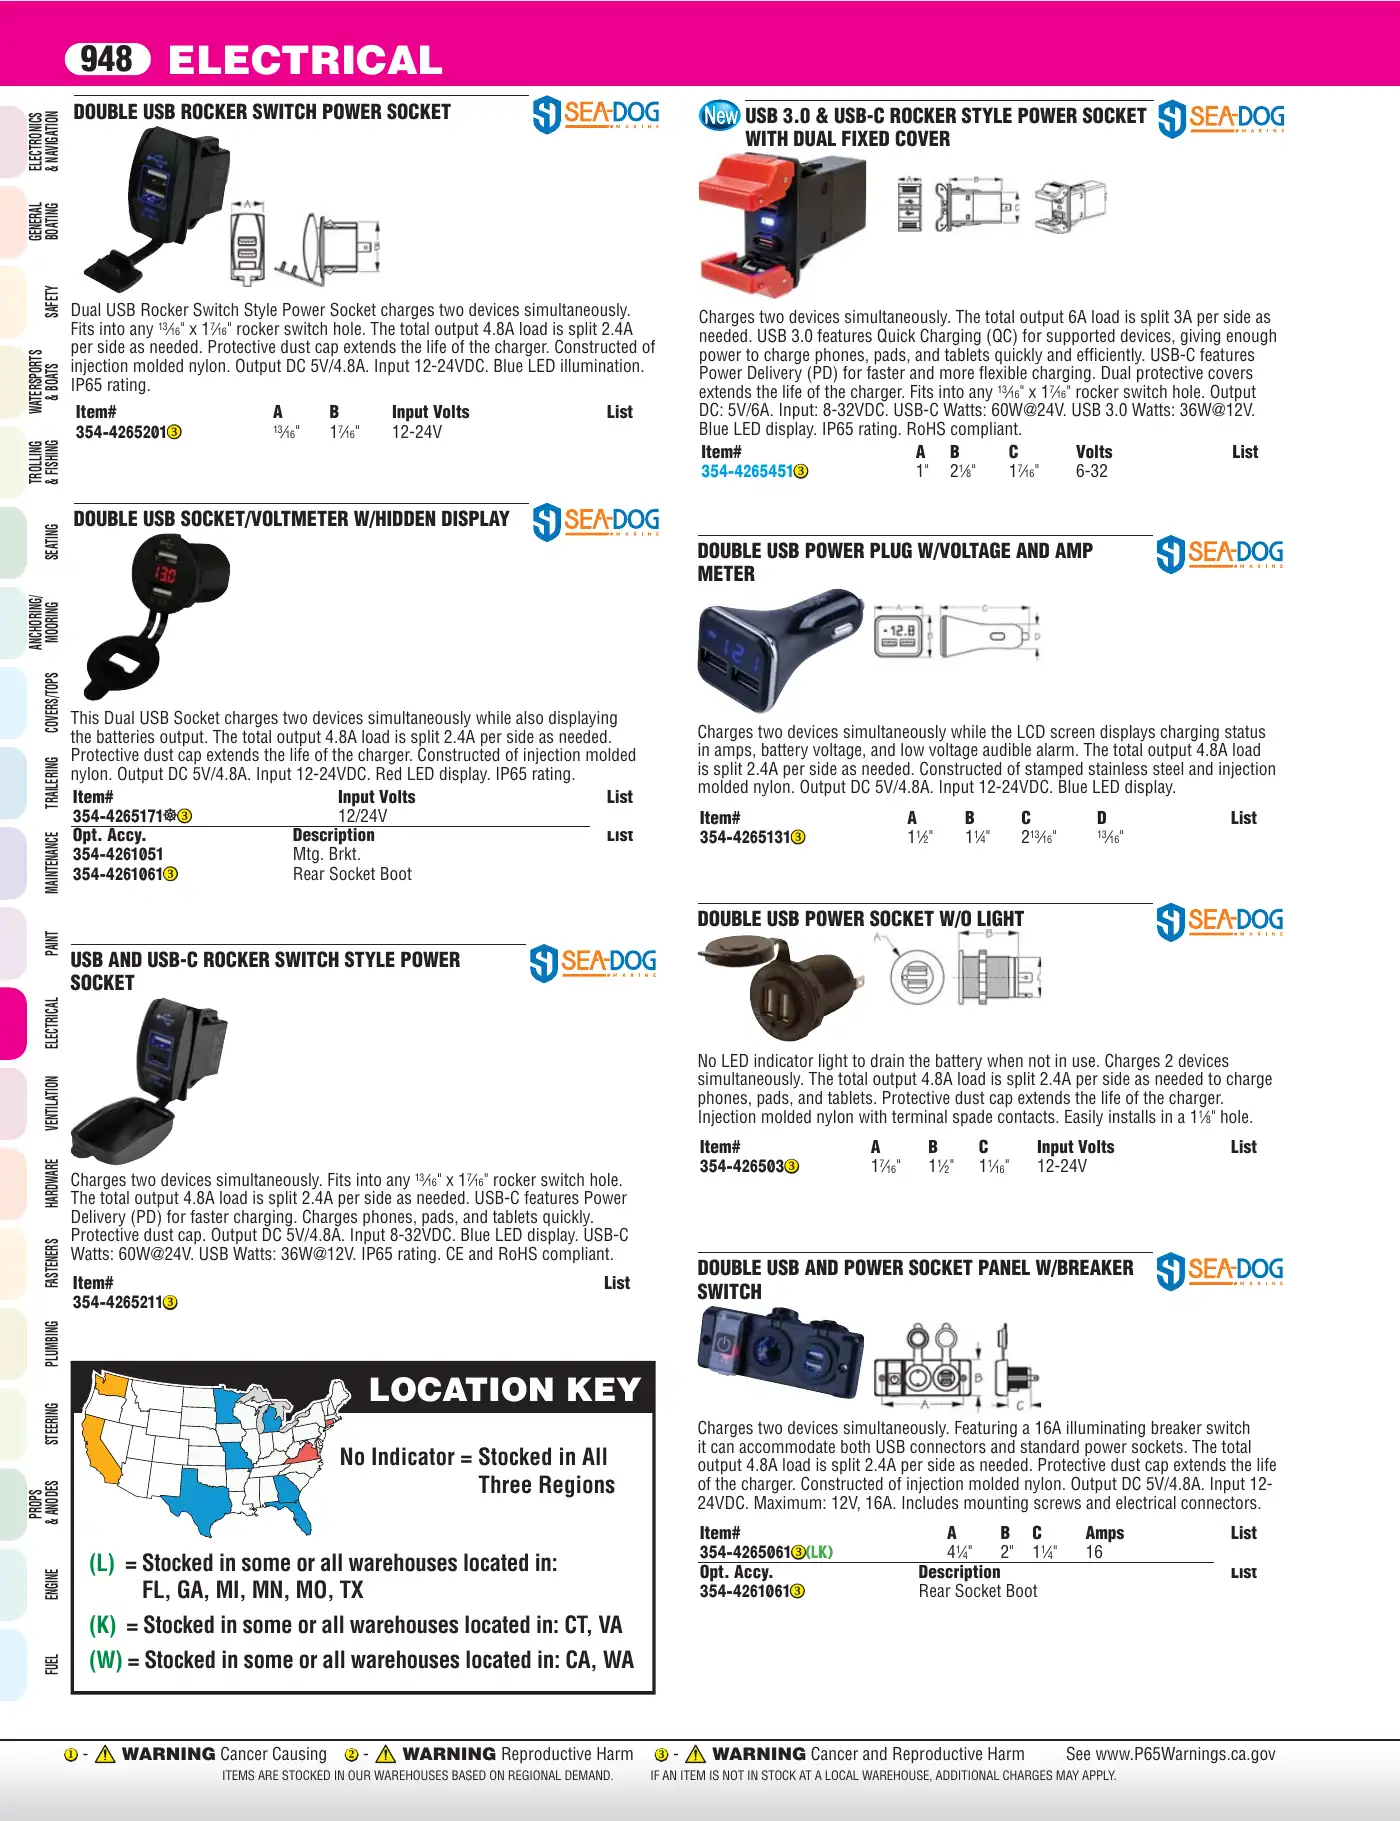 948 ELECTRICAL
ELECTRONICS
& NAVIGATION
GENERAL
BOATING
SAFETY
WATERSPORTS
& BOATS
TROLLING
& FISHING
SEATING
ANCHORING/
MOORING
COVERS/TOPS
TRAILERING
MAINTENANCE
PAINT
ELECTRICAL
VENTILATION
HARDWARE
FASTENERS
PLUMBING
STEERING
PROPS
& ANODES
ENGINE
FUEL
DOUBLE USB ROCKER SWITCH POWER SOCKET
SEA-DOG
MARINE
A
B
Dual USB Rocker Switch Style Power Socket charges two devices simultaneously.
Fits into any 13⁄16" x 17⁄16" rocker switch hole. The total output 4.8A load is split 2.4A
per side as needed. Protective dust cap extends the life of the charger. Constructed of
injection molded nylon. Output DC 5V/4.8A. Input 12-24VDC. Blue LED illumination.
IP65 rating.
Item# A B Input Volts List
354-4265201 3 13⁄16" 17⁄16" 12-24V
DOUBLE USB SOCKET/VOLTMETER W/HIDDEN DISPLAY
SEA-DOG
MARINE
13.0
This Dual USB Socket charges two devices simultaneously while also displaying
the batteries output. The total output 4.8A load is split 2.4A per side as needed.
Protective dust cap extends the life of the charger. Constructed of injection molded
nylon. Output DC 5V/4.8A. Input 12-24VDC. Red LED display. IP65 rating.
Item# Input Volts List
354-4265171 3 12/24V
Opt. Accy. Description List
354-4261051 Mtg. Brkt.
354-4261061 3 Rear Socket Boot
USB AND USB-C ROCKER SWITCH STYLE POWER
SOCKET
SEA-DOG
MARINE
Charges two devices simultaneously. Fits into any 13⁄16" x 17⁄16" rocker switch hole.
The total output 4.8A load is split 2.4A per side as needed. USB-C features Power
Delivery (PD) for faster charging. Charges phones, pads, and tablets quickly.
Protective dust cap. Output DC 5V/4.8A. Input 8-32VDC. Blue LED display. USB-C
Watts: 60W@24V. USB Watts: 36W@12V. IP65 rating. CE and RoHS compliant.
Item# List
354-4265211 3
LOCATION KEY
No Indicator = Stocked in All
Three Regions
(L) = Stocked in some or all warehouses located in:
FL, GA, MI, MN, MO, TX
(K) = Stocked in some or all warehouses located in: CT, VA
(W) = Stocked in some or all warehouses located in: CA, WA
New USB 3.0 & USB-C ROCKER STYLE POWER SOCKET
WITH DUAL FIXED COVER
SEA-DOG
MARINE
A B C
Charges two devices simultaneously. The total output 6A load is split 3A per side as
needed. USB 3.0 features Quick Charging (QC) for supported devices, giving enough
power to charge phones, pads, and tablets quickly and efficiently. USB-C features
Power Delivery (PD) for faster and more flexible charging. Dual protective covers
extends the life of the charger. Fits into any 13⁄16" x 17⁄16" rocker switch hole. Output
DC: 5V/6A. Input: 8-32VDC. USB-C Watts: 60W@24V. USB 3.0 Watts: 36W@12V.
Blue LED display. IP65 rating. RoHS compliant.
Item# A B C Volts List
354-4265451 3 1" 21⁄8" 17⁄16" 6-32
DOUBLE USB POWER PLUG W/VOLTAGE AND AMP
METER
SEA-DOG
MARINE
A B C D
-12.8
Charges two devices simultaneously while the LCD screen displays charging status
in amps, battery voltage, and low voltage audible alarm. The total output 4.8A load
is split 2.4A per side as needed. Constructed of stamped stainless steel and injection
molded nylon. Output DC 5V/4.8A. Input 12-24VDC. Blue LED display.
Item# A B C D List
354-4265131 3 11⁄2" 11⁄4" 213⁄16" 13⁄16"
DOUBLE USB POWER SOCKET W/O LIGHT
SEA-DOG
MARINE
A B C
No LED indicator light to drain the battery when not in use. Charges 2 devices
simultaneously. The total output 4.8A load is split 2.4A per side as needed to charge
phones, pads, and tablets. Protective dust cap extends the life of the charger.
Injection molded nylon with terminal spade contacts. Easily installs in a 11⁄8" hole.
Item# A B C Input Volts List
354-426503 3 17⁄16" 11⁄2" 11⁄16" 12-24V
DOUBLE USB AND POWER SOCKET PANEL W/BREAKER
SWITCH
SEA-DOG
MARINE
A B C
Charges two devices simultaneously. Featuring a 16A illuminating breaker switch
it can accommodate both USB connectors and standard power sockets. The total
output 4.8A load is split 2.4A per side as needed. Protective dust cap extends the life
of the charger. Constructed of injection molded nylon. Output DC 5V/4.8A. Input 12-
24VDC. Maximum: 12V, 16A. Includes mounting screws and electrical connectors.
Item# A B C Amps List
354-4265061 3 (LK) 41⁄4" 2" 11⁄4" 16
Opt. Accy. Description List
354-4261061 3 Rear Socket Boot
1 - WARNING Cancer Causing 2 - WARNING Reproductive Harm 3 - WARNING Cancer and Reproductive Harm See www.P65Warnings.ca.gov
ITEMS ARE STOCKED IN OUR WAREHOUSES BASED ON REGIONAL DEMAND. IF AN ITEM IS NOT IN STOCK AT A LOCAL WAREHOUSE, ADDITIONAL CHARGES MAY APPLY.